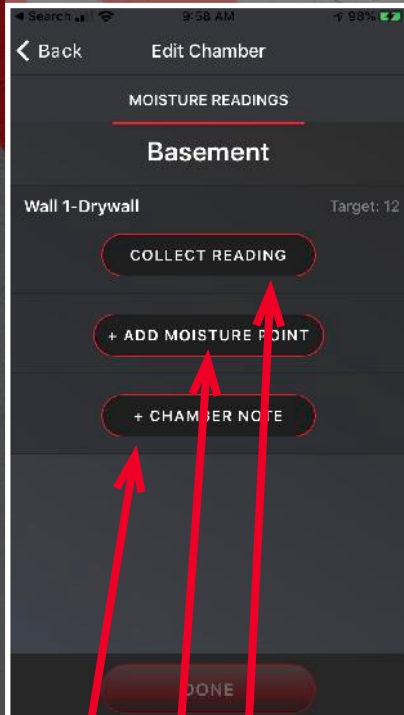 Search
9:58 AM
98%
Back
Edit Chamber
MOISTURE READINGS
Basement
Wall 1-Drywall
Target: 12
COLLECT READING
+ ADD MOISTURE POINT
+ CHAMBER NOTE
DONE